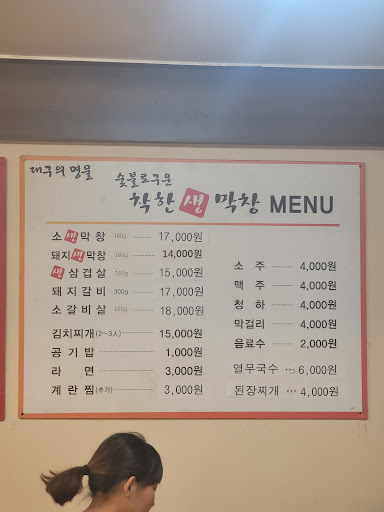 대구의 명물
숯불로구운
착한 생 막창 MENU
소 생 막창 160g ------ 17,000원
돼지 생 막창 160g ------ 14,000원
생 삼겹살 160g ------ 15,000원
돼지갈비 300g ------ 17,000원
소갈비살 160g ------ 18,000원
김치찌개 (2~3人) ------ 15,000원
공기밥 ------ 1,000원
라면 ------ 3,000원
계란찜 (추가) ------ 3,000원
소주 ------ 4,000원
맥주 ------ 4,000원
청하 ------ 4,000원
막걸리 ------ 4,000원
음료수 ------ 2,000원
열무국수 ... 6,000원
된장찌개 ... 4,000원